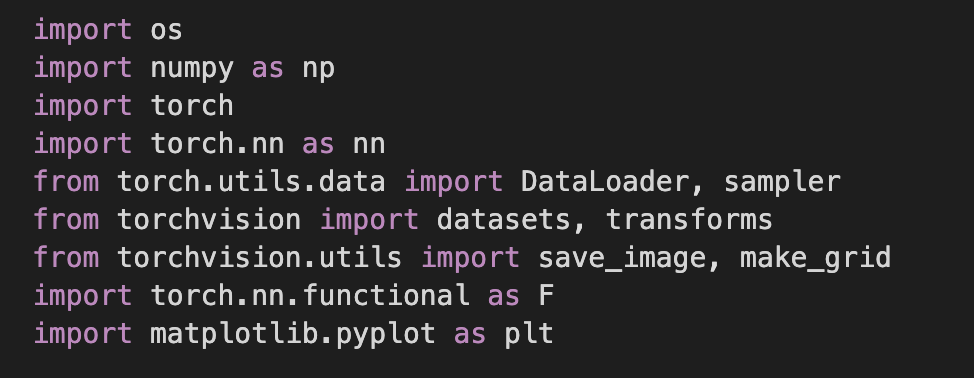 import os
import numpy as np
import torch
import torch.nn as nn
from torch.utils.data import DataLoader, sampler
from torchvision import datasets, transforms
from torchvision.utils import save_image, make_grid
import torch.nn.functional as F
import matplotlib.pyplot as plt